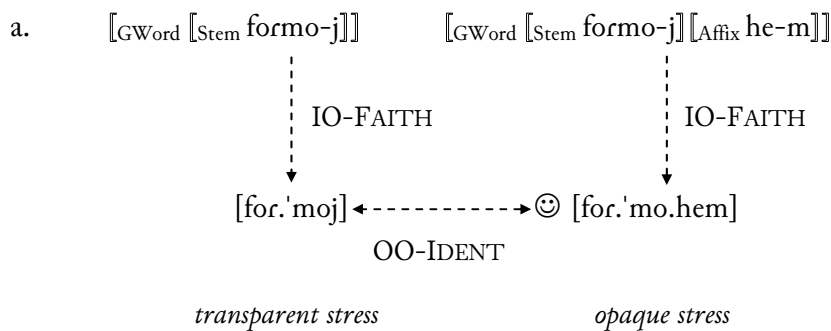 a. ⟦GWord ⟦Stem foɾmo-j⟧⟧ ⟦GWord ⟦Stem foɾmo-j⟧⟦Affix he-m⟧⟧
IO-FAITH IO-FAITH
[foɾ.ˈmoj] ☺ [foɾ.ˈmo.hem]
OO-IDENT
transparent stress opaque stress